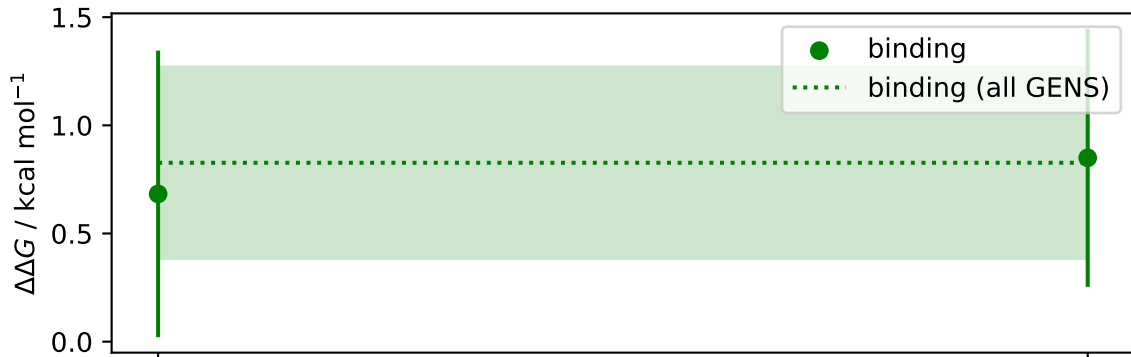 1.5
1.0
0.5
0.0
ΔΔG / kcal mol⁻¹
binding
binding (all GENS)